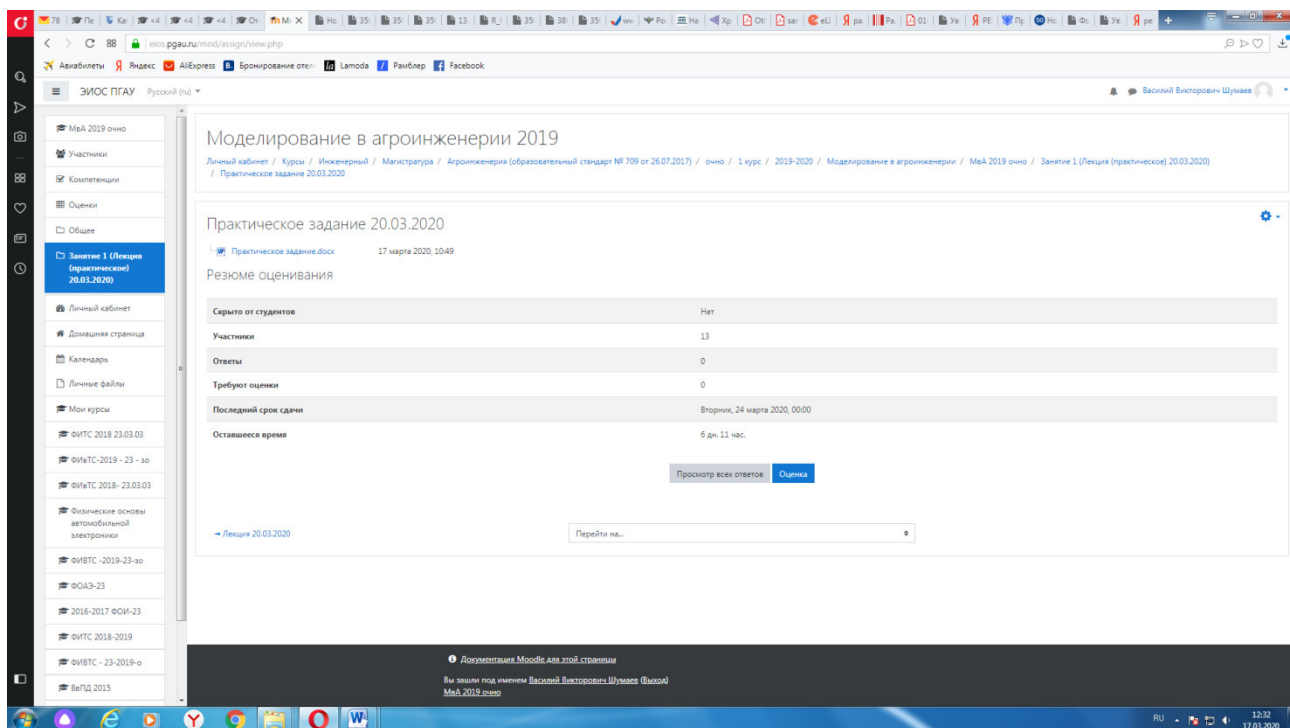 eios.pgau.ru/mod/assign/view.php
Авиабилеты Яндекс AliExpress Бронирование отел Lamoda Рамблер Facebook
ЭИОС ПГАУ Русский (ru)
Василий Викторович Шумаев
МвА 2019 очно
Участники
Компетенции
Оценки
Общее
Занятие 1 (Лекция
(практическое)
20.03.2020)
Личный кабинет
Домашняя страница
Календарь
Личные файлы
Мои курсы
ФИТС 2018 23.03.03
ФИвТС-2019 - 23 - зо
ФИвТС 2018- 23.03.03
Физические основы
автомобильной
электроники
ФИВТС -2019-23-зо
ФОАЭ-23
2016-2017 ФОИ-23
ФИТС 2018-2019
ФИВТС - 23-2019-о
ВеПД 2015
Моделирование в агроинженерии 2019
Личный кабинет / Курсы / Инженерный / Магистратура / Агроинженерия (образовательный стандарт № 709 от 26.07.2017) / очно / 1 курс / 2019-2020 / Моделирование в агроинженерии / МвА 2019 очно / Занятие 1 (Лекция (практическое) 20.03.2020)
/ Практическое задание 20.03.2020
Практическое задание 20.03.2020
Практическое задание.docx 17 марта 2020, 10:49
Резюме оценивания
Скрыто от студентов Нет
Участники 13
Ответы 0
Требуют оценки 0
Последний срок сдачи Вторник, 24 марта 2020, 00:00
Оставшееся время 6 дн. 11 час.
Просмотр всех ответов Оценка
→ Лекция 20.03.2020 Перейти на...
Документация Moodle для этой страницы
Вы зашли под именем Василий Викторович Шумаев (Выход)
МвА 2019 очно
RU 12:32
17.03.2020